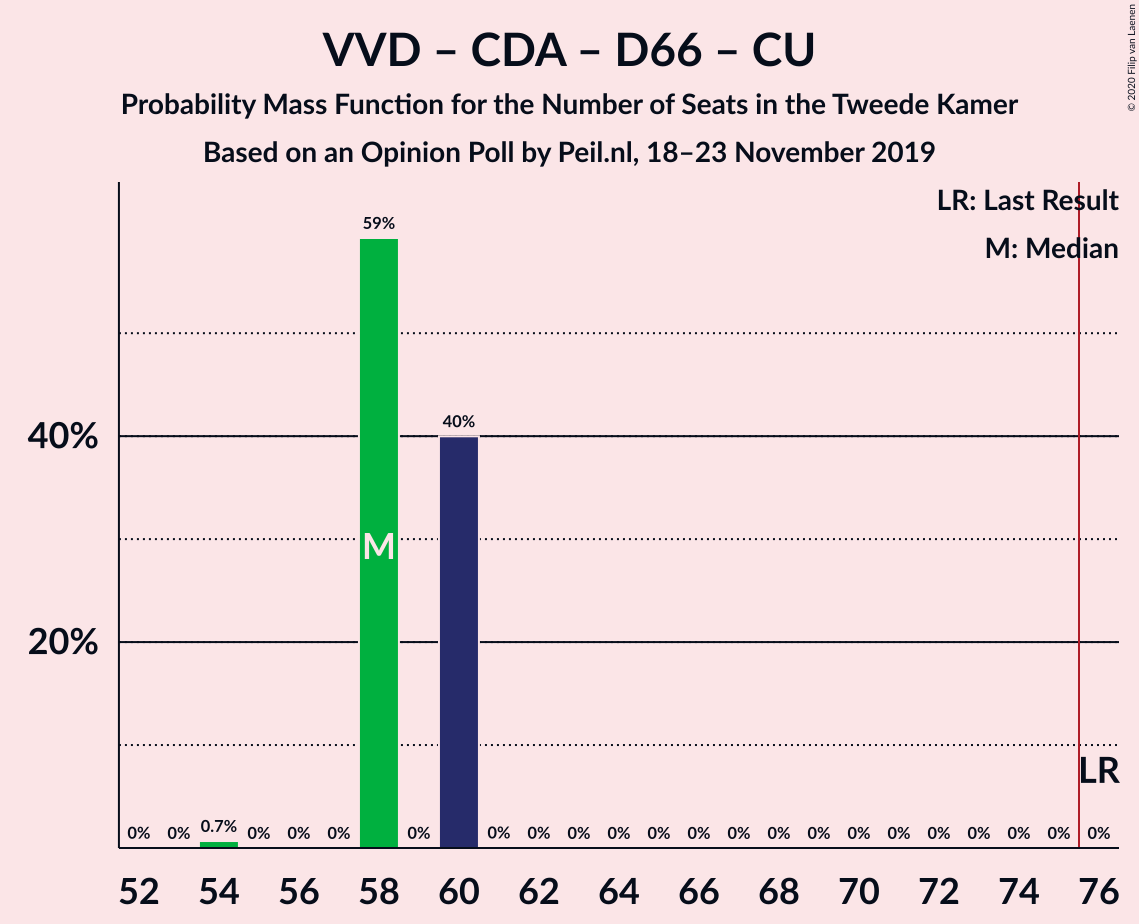 VVD – CDA – D66 – CU
Probability Mass Function for the Number of Seats in the Tweede Kamer
Based on an Opinion Poll by Peil.nl, 18–23 November 2019
© 2020 Filip van Laenen
LR: Last Result
M: Median
59%
40%
40%
M
20%
LR
0% 0% 0.7% 0% 0% 0% 0% 0% 0% 0% 0% 0% 0% 0% 0% 0% 0% 0% 0% 0% 0% 0% 0%
52 54 56 58 60 62 64 66 68 70 72 74 76